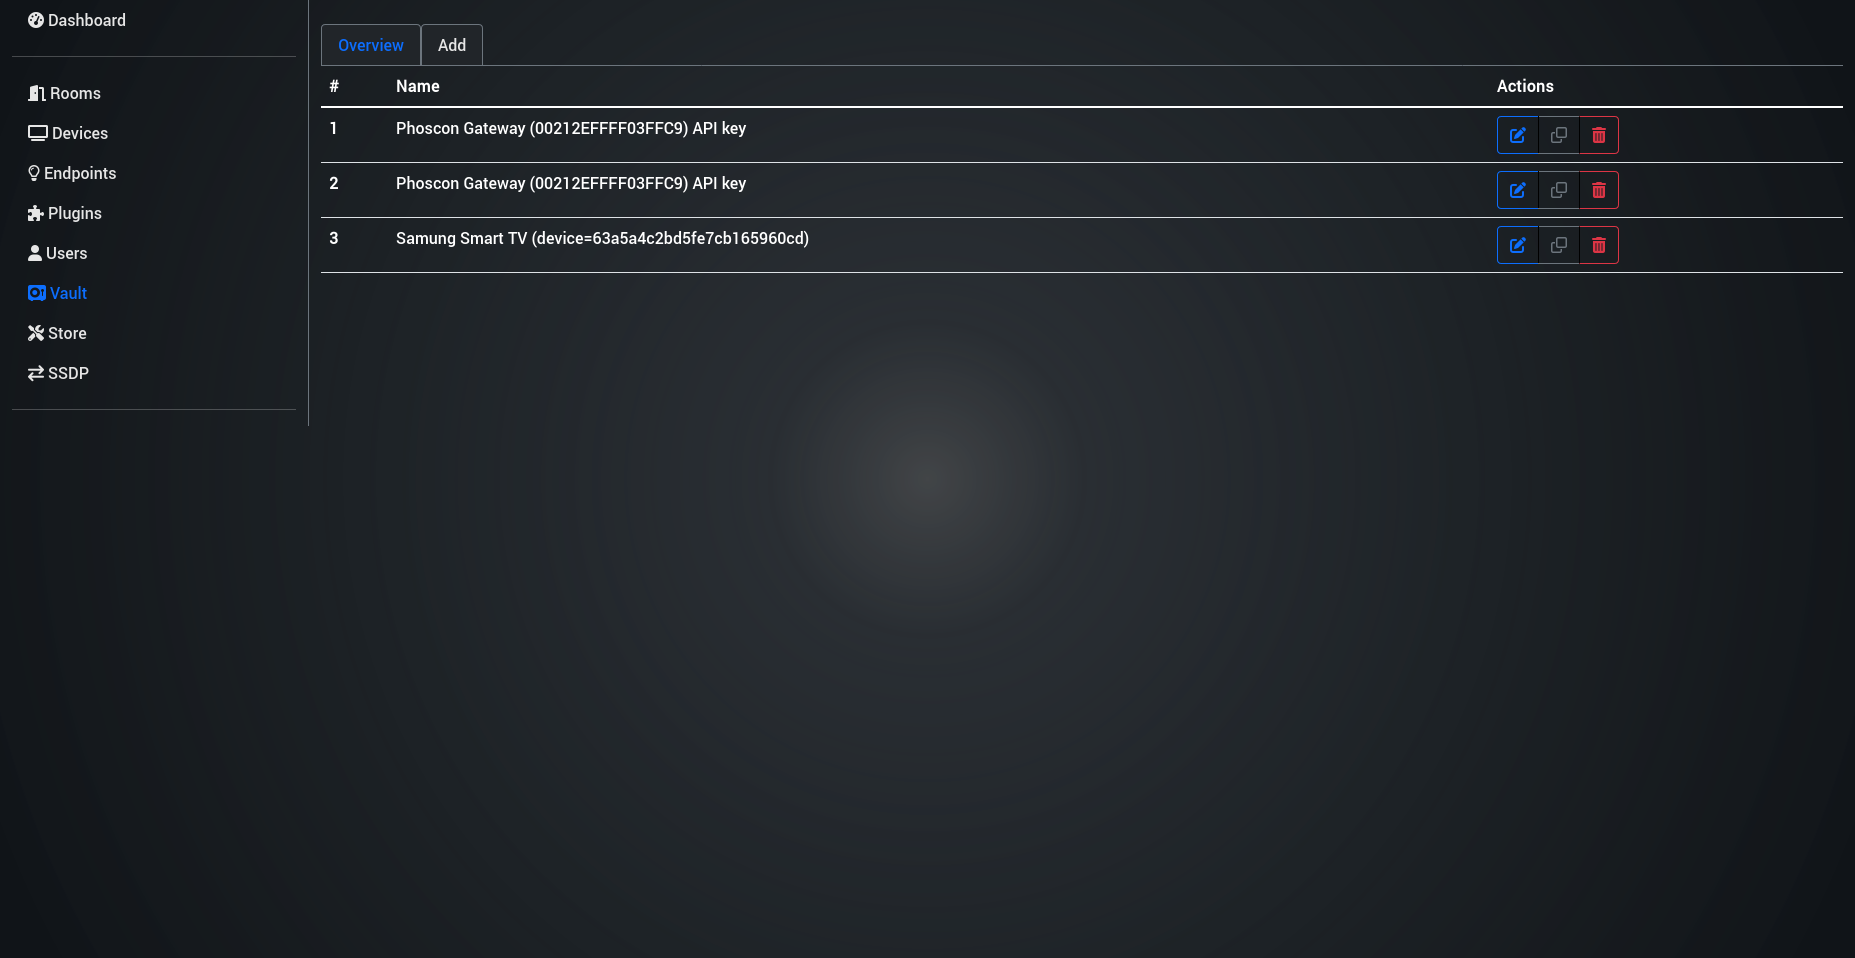 Dashboard
Rooms
Devices
Endpoints
Plugins
Users
Vault
Store
SSDP
Overview Add
# Name Actions
1 Phoscon Gateway (00212EFFFF03FFC9) API key
2 Phoscon Gateway (00212EFFFF03FFC9) API key
3 Samung Smart TV (device=63a5a4c2bd5fe7cb165960cd)